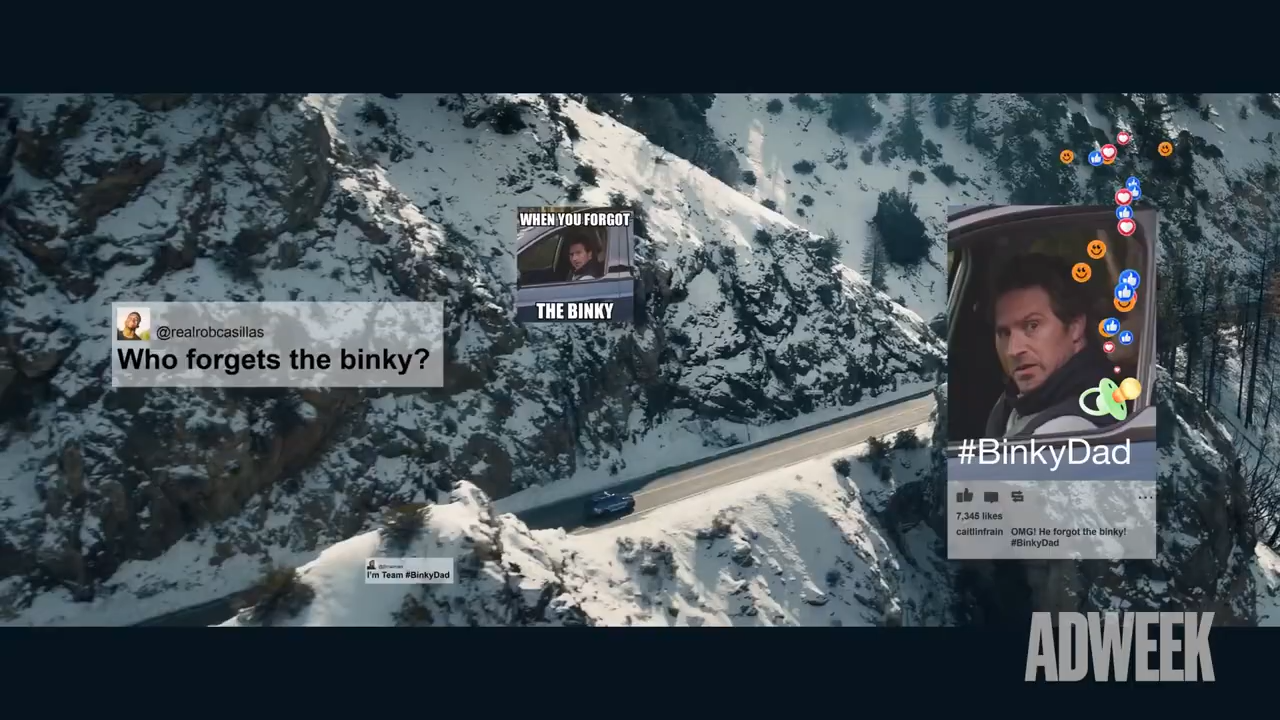 WHEN YOU FORGOT
THE BINKY
@realrobcasillas
Who forgets the binky?
I'm Team #BinkyDad
#BinkyDad
7,345 likes
caitlinfrain OMG! He forgot the binky!
#BinkyDad
ADWEEK